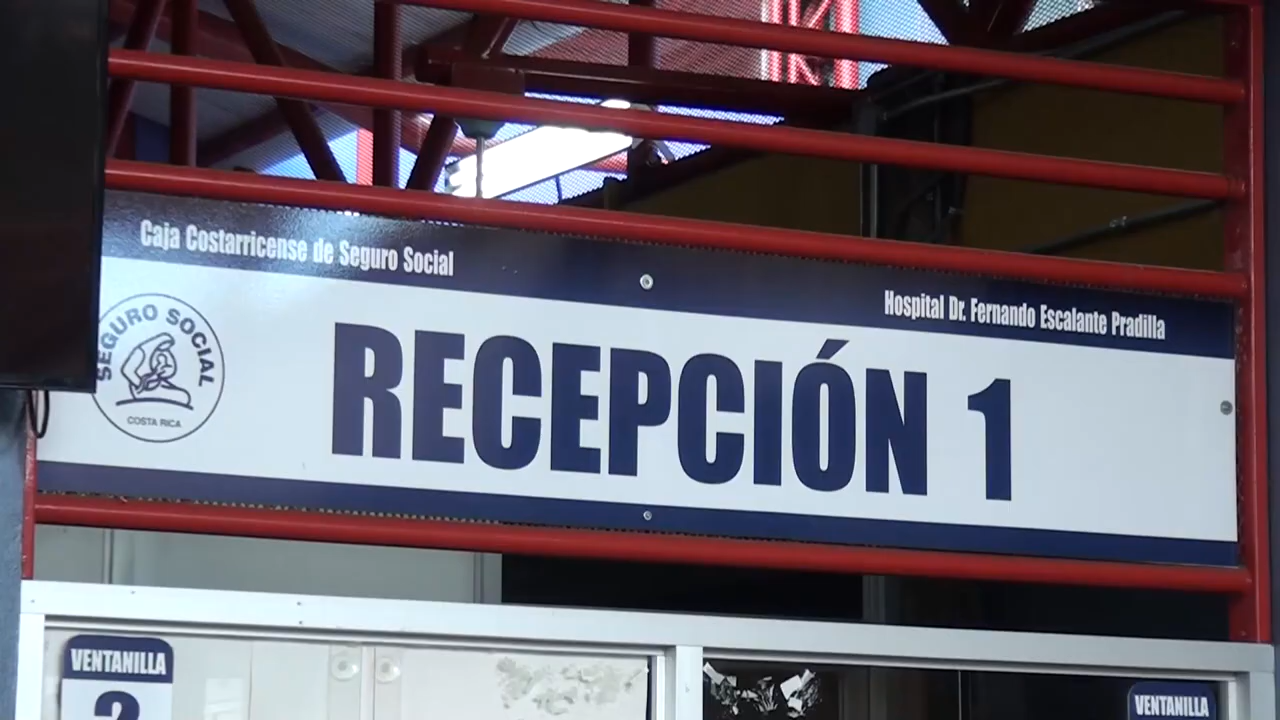 Caja Costarricense de Seguro Social
Hospital Dr. Fernando Escalante Pradilla
SEGURO SOCIAL
COSTA RICA
RECEPCIÓN 1
VENTANILLA
VENTANILLA